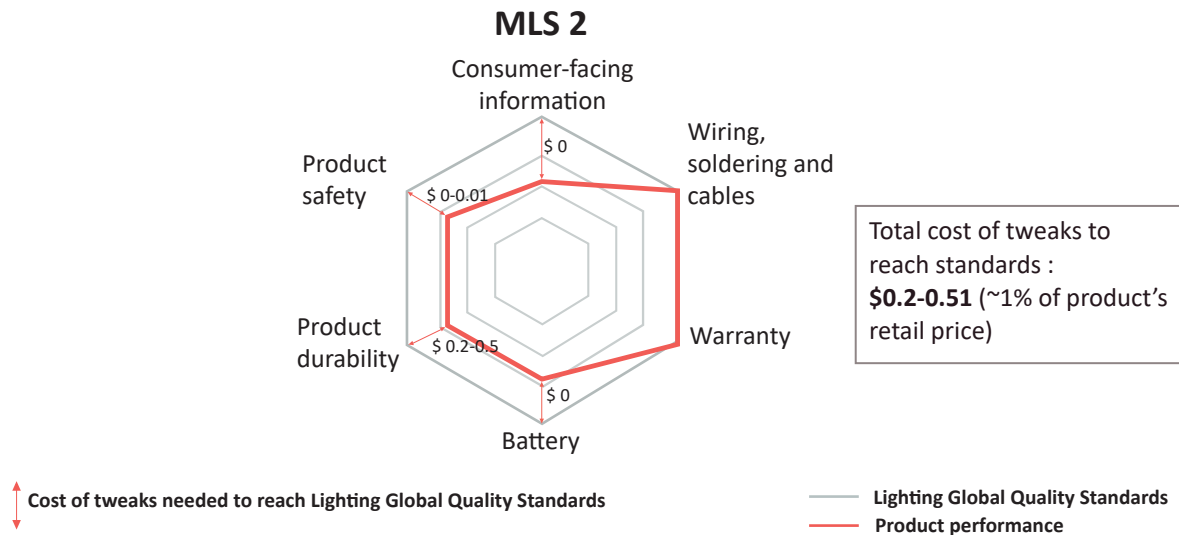 MLS 2
Consumer-facing
information
Wiring,
soldering and
cables
$ 0
Product
safety
$ 0-0.01
Total cost of tweaks to
reach standards :
$0.2-0.51 (~1% of product's
retail price)
Product
durability
$ 0.2-0.5
Warranty
$ 0
Battery
Cost of tweaks needed to reach Lighting Global Quality Standards
Lighting Global Quality Standards
Product performance